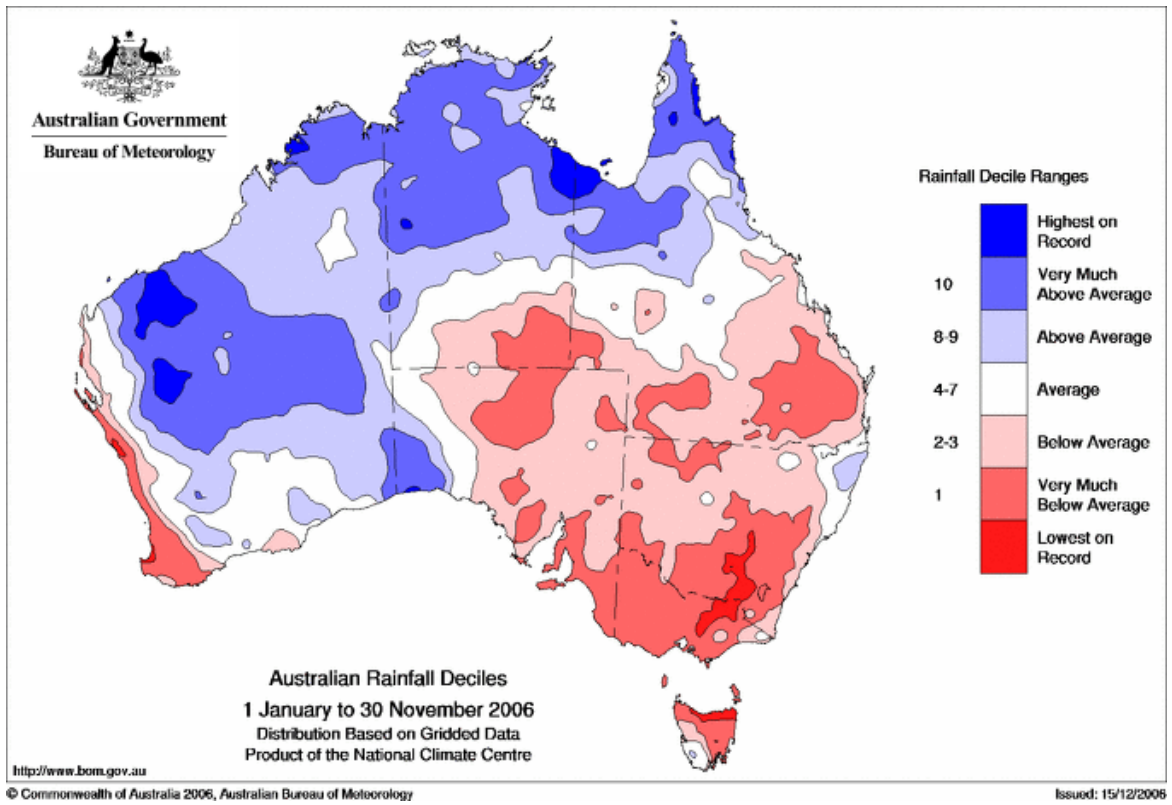 Australian Government
Bureau of Meteorology
Rainfall Decile Ranges
Highest on
Record
10
Very Much
Above Average
8-9
Above Average
4-7
Average
2-3
Below Average
1
Very Much
Below Average
Lowest on
Record
Australian Rainfall Deciles
1 January to 30 November 2006
Distribution Based on Gridded Data
Product of the National Climate Centre
http://www.bom.gov.au
© Commonwealth of Australia 2006, Australian Bureau of Meteorology
Issued: 15/12/2006